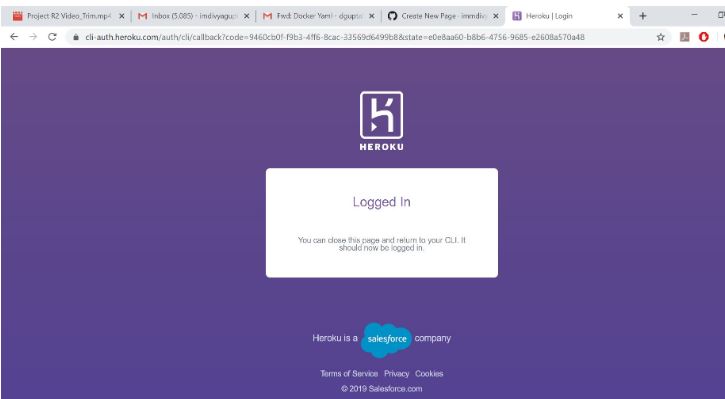 Project R2 Video_Trim.mp4
Inbox (5,085) - imdivyagup
Fwd: Docker Yaml - dgupta
Create New Page · immdivy
Heroku | Login
cli-auth.heroku.com/auth/cli/callback?code=9460cb0f-f9b3-4ff6-8cac-33569d6499b8&state=e0e8aa60-b8b6-4756-9685-e2608a570a48
HEROKU
Logged In
You can close this page and return to your CLI. It
should now be logged in.
Heroku is a salesforce company
Terms of Service Privacy Cookies
© 2019 Salesforce.com